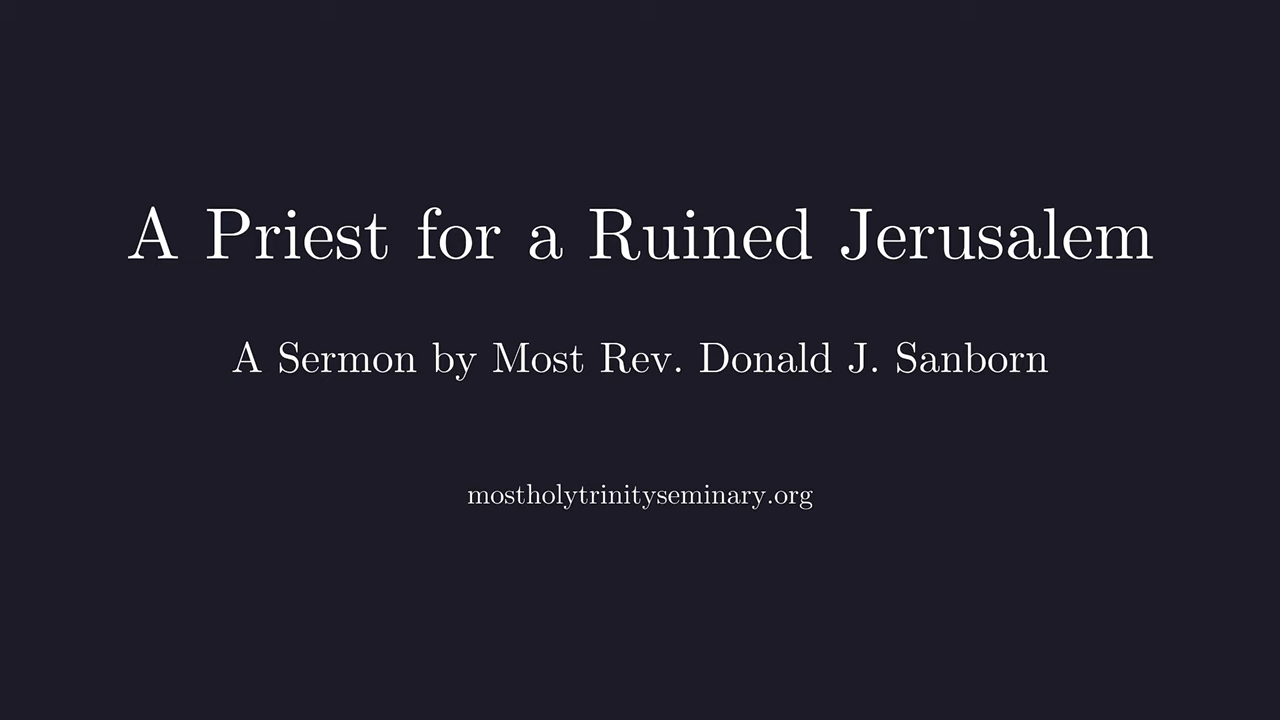 A Priest for a Ruined Jerusalem
A Sermon by Most Rev. Donald J. Sanborn
mostholytrinityseminary.org